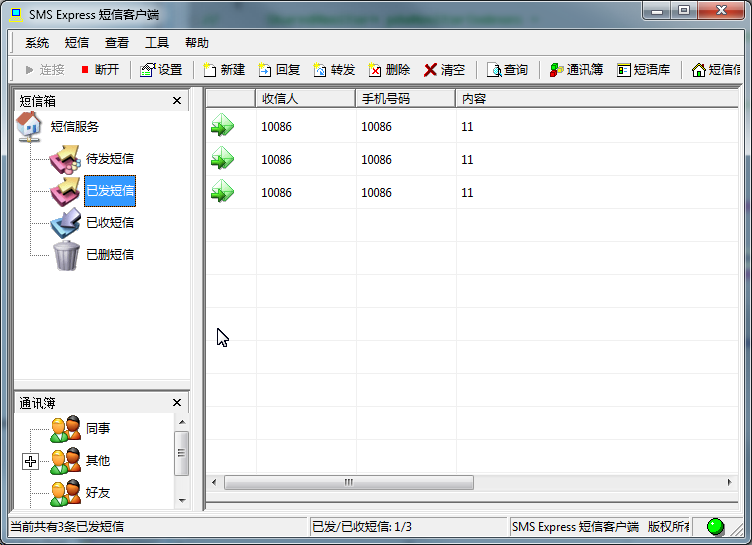 SMS Express 短信客户端
系统 短信 查看 工具 帮助
连接 断开 设置 新建 回复 转发 删除 清空 查询 通讯簿 短语库 短信
短信箱
短信服务
待发短信
已发短信
已收短信
已删短信
通讯簿
同事
其他
好友
收信人 手机号码 内容
10086 10086 11
10086 10086 11
10086 10086 11
当前共有3条已发短信 已发/已收短信: 1/3 SMS Express 短信客户端 版权所有